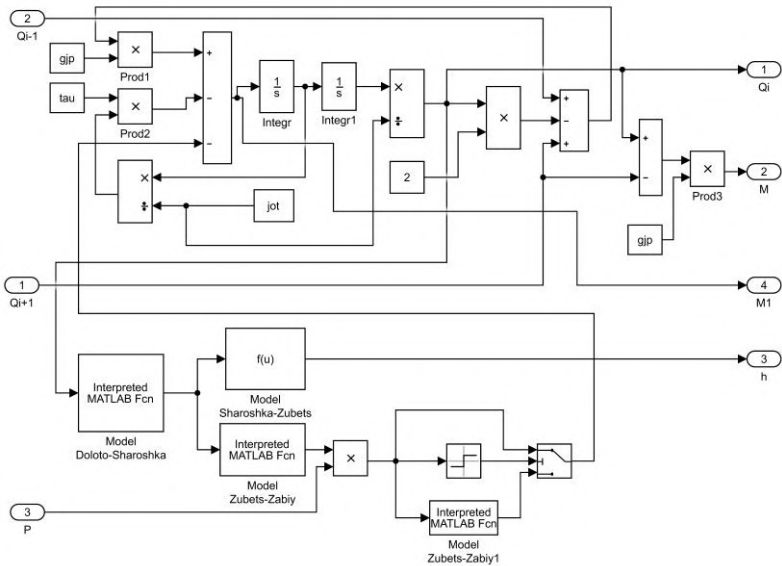 2
Qi-1
gjp
×
Prod1
tau
×
Prod2
+
−
−
1
s
Integr
1
s
Integr1
×
÷
×
2
+
−
+
1
Qi
+
−
×
Prod3
2
M
gjp
×
÷
jot
1
Qi+1
4
M1
Interpreted
MATLAB Fcn
Model
Doloto-Sharoshka
f(u)
Model
Sharoshka-Zubets
3
h
Interpreted
MATLAB Fcn
Model
Zubets-Zabiy
×
Interpreted
MATLAB Fcn
Model
Zubets-Zabiy1
3
P